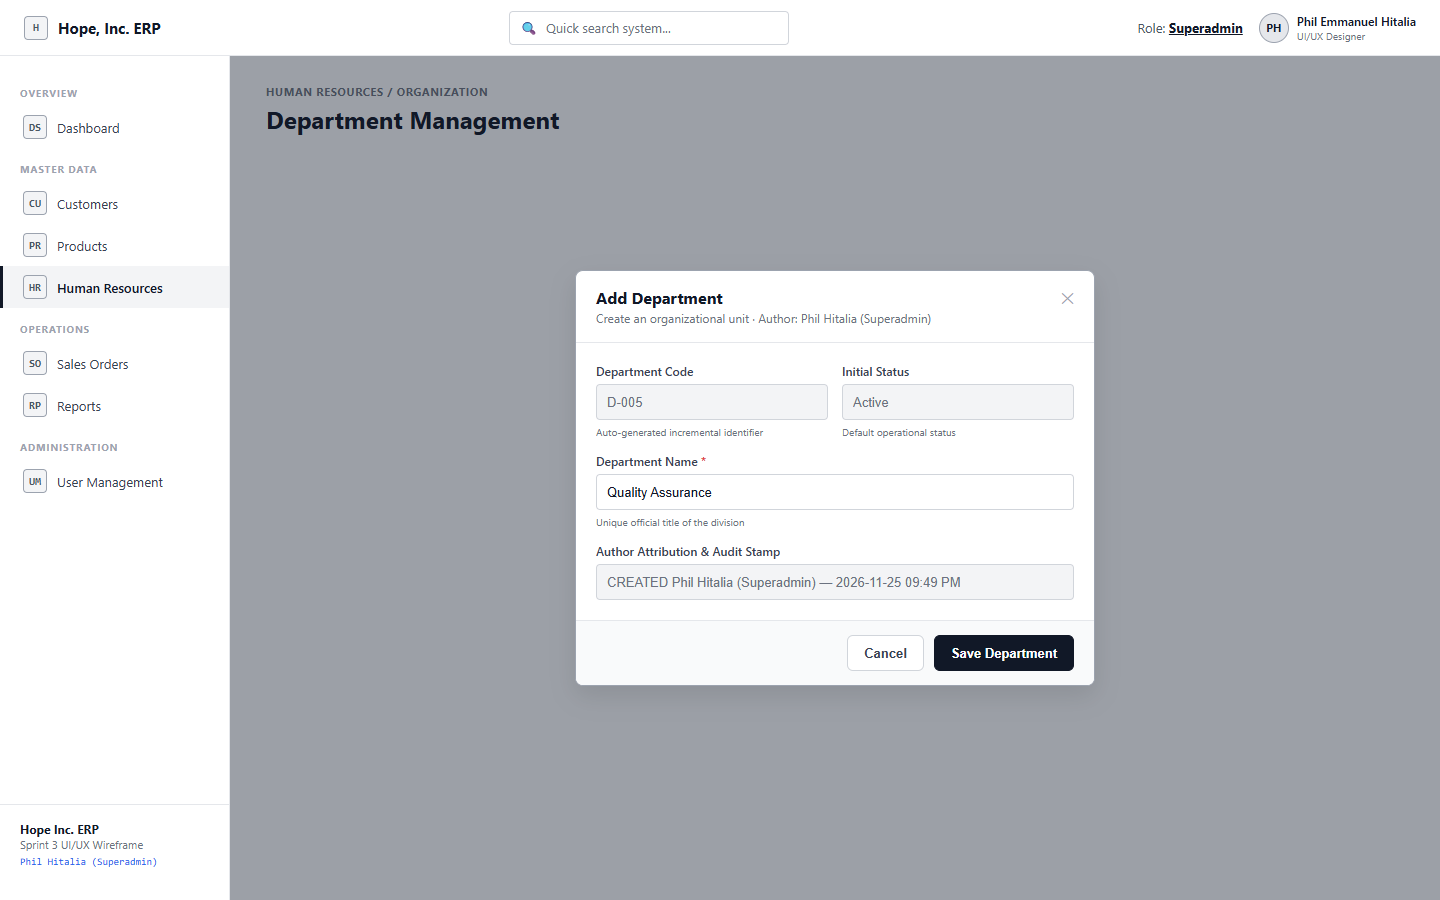 H
Hope, Inc. ERP
Quick search system...
Role: Superadmin
PH
Phil Emmanuel Hitalia
UI/UX Designer
OVERVIEW
DS Dashboard
MASTER DATA
CU Customers
PR Products
HR Human Resources
OPERATIONS
SO Sales Orders
RP Reports
ADMINISTRATION
UM User Management
Hope Inc. ERP
Sprint 3 UI/UX Wireframe
Phil Hitalia (Superadmin)
HUMAN RESOURCES / ORGANIZATION
Department Management
Add Department
Create an organizational unit · Author: Phil Hitalia (Superadmin)
Department Code
D-005
Auto-generated incremental identifier
Initial Status
Active
Default operational status
Department Name *
Quality Assurance
Unique official title of the division
Author Attribution & Audit Stamp
CREATED Phil Hitalia (Superadmin) — 2026-11-25 09:49 PM
Cancel
Save Department